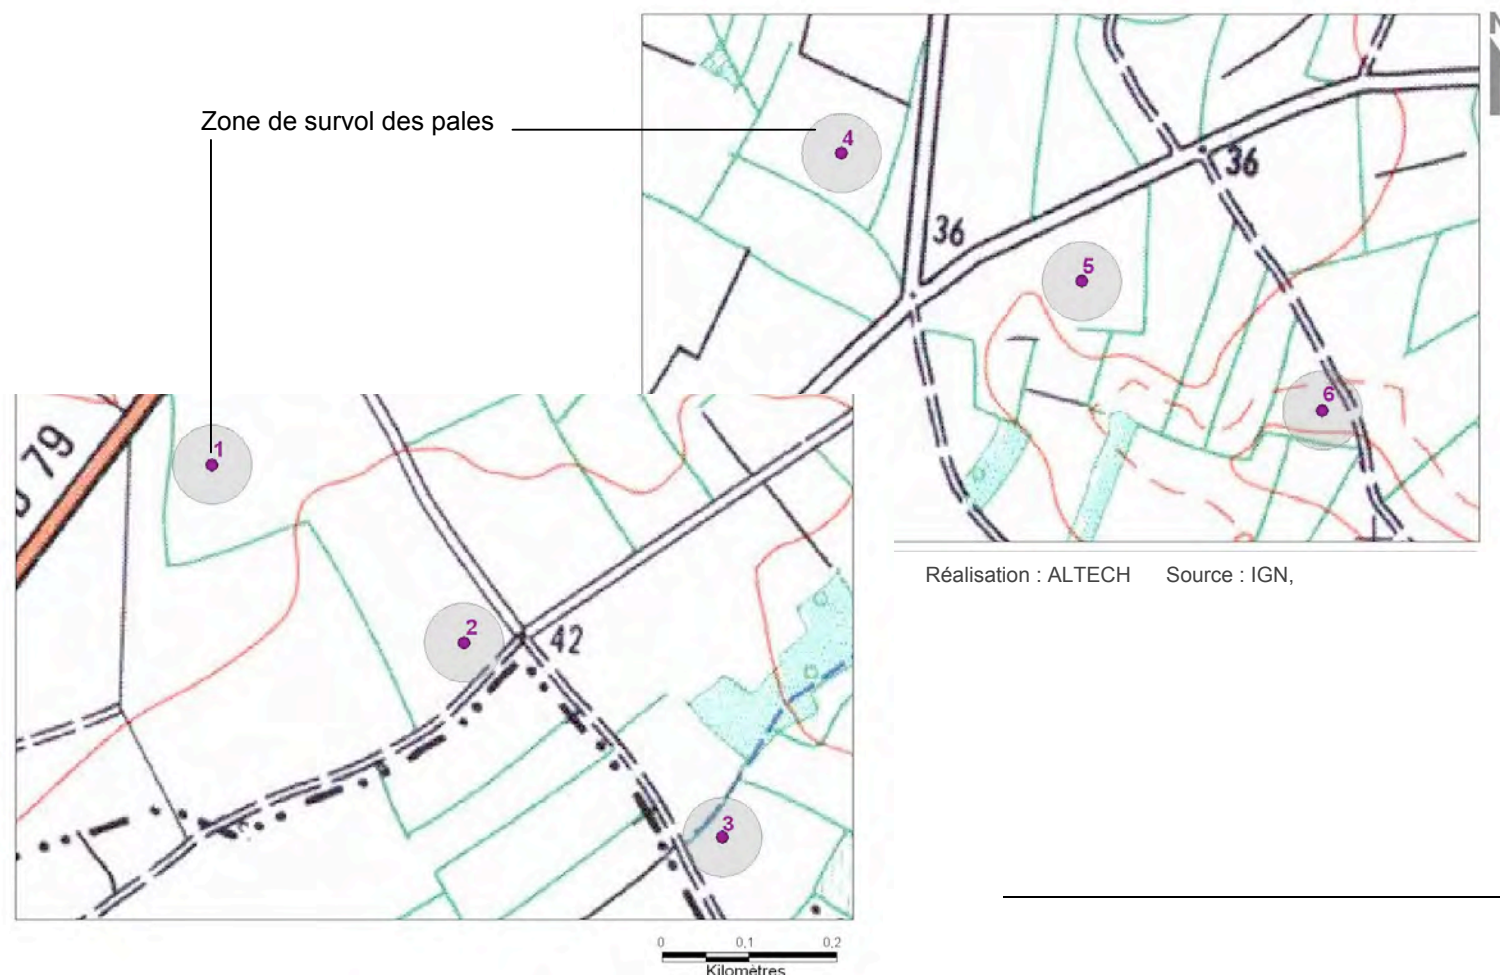 N
Zone de survol des pales
4
36
36
5
6
1
79
2
42
3
Réalisation : ALTECH Source : IGN,
0 0,1 0,2
Kilomètres